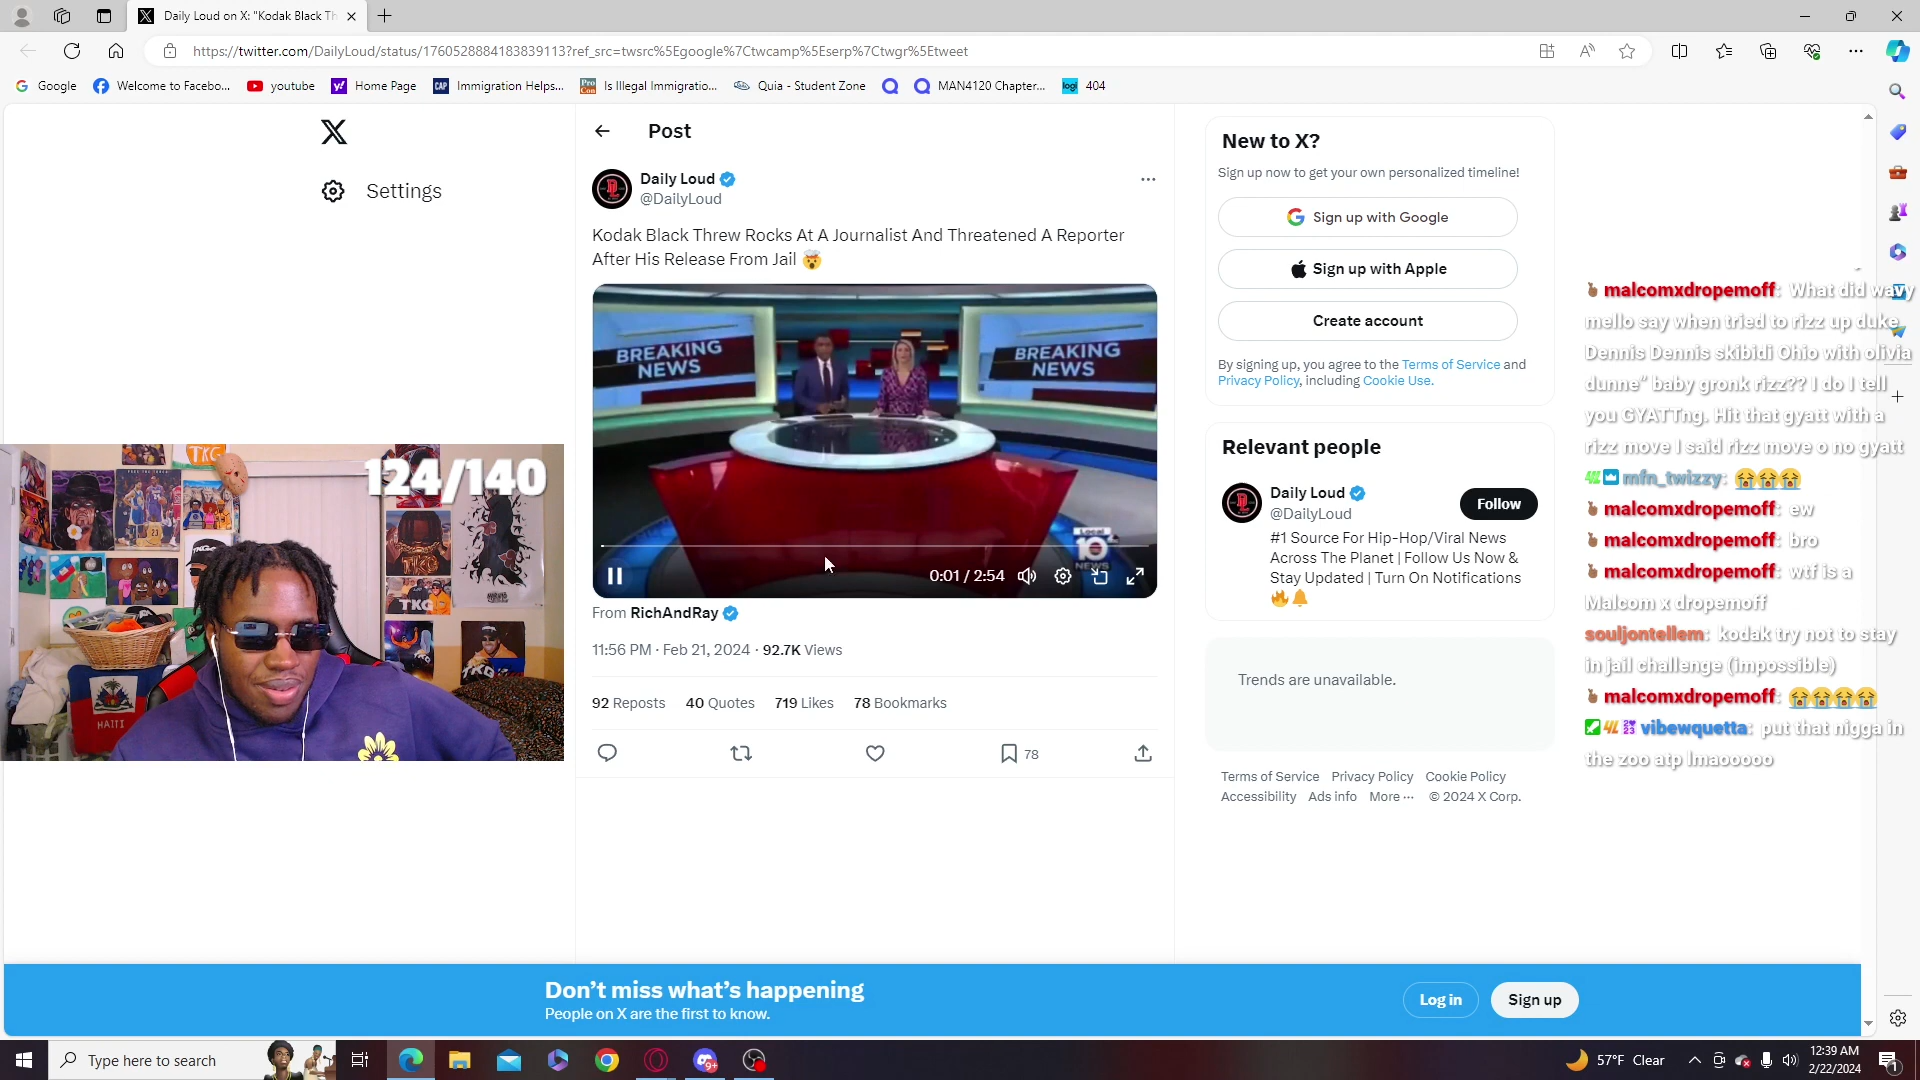 Daily Loud on X: "Kodak Black Th
https://twitter.com/DailyLoud/status/1760528884183839113?ref_src=twsrc%5Egoogle%7Ctwcamp%5Eserp%7Ctwgr%5Etweet
Google
Welcome to Facebo...
youtube
Home Page
CAP
Immigration Helps...
Pro Con
Is Illegal Immigratio...
Quia - Student Zone
MAN4120 Chapter...
404
Settings
Post
Daily Loud
@DailyLoud
Kodak Black Threw Rocks At A Journalist And Threatened A Reporter
After His Release From Jail 🤯
BREAKING
NEWS
BREAKING
NEWS
Local
10
NEWS
0:01 / 2:54
From RichAndRay
11:56 PM · Feb 21, 2024 · 92.7K Views
92 Reposts 40 Quotes 719 Likes 78 Bookmarks
78
New to X?
Sign up now to get your own personalized timeline!
Sign up with Google
Sign up with Apple
Create account
By signing up, you agree to the Terms of Service and
Privacy Policy, including Cookie Use.
Relevant people
Daily Loud
@DailyLoud
Follow
#1 Source For Hip-Hop/Viral News
Across The Planet | Follow Us Now &
Stay Updated | Turn On Notifications
🔥🔔
Trends are unavailable.
Terms of Service Privacy Policy Cookie Policy
Accessibility Ads info More ··· © 2024 X Corp.
malcomxdropemoff: What did wavy
mello say when tried to rizz up duke
Dennis Dennis skibidi Ohio with olivia
dunne" baby gronk rizz?? I do I tell
you GYATTng. Hit that gyatt with a
rizz move I said rizz move o no gyatt
mfn_twizzy: 😭😭😭
malcomxdropemoff: ew
malcomxdropemoff: bro
malcomxdropemoff: wtf is a
Malcom x dropemoff
souljontellem: kodak try not to stay
in jail challenge (impossible)
malcomxdropemoff: 😭😭😭😭
vibewquetta: put that nigga in
the zoo atp lmaooooo
124/140
TKG
TKG
TKG
HAITI
Don't miss what's happening
People on X are the first to know.
Log in
Sign up
Type here to search
9+
57°F Clear
12:39 AM
2/22/2024
1